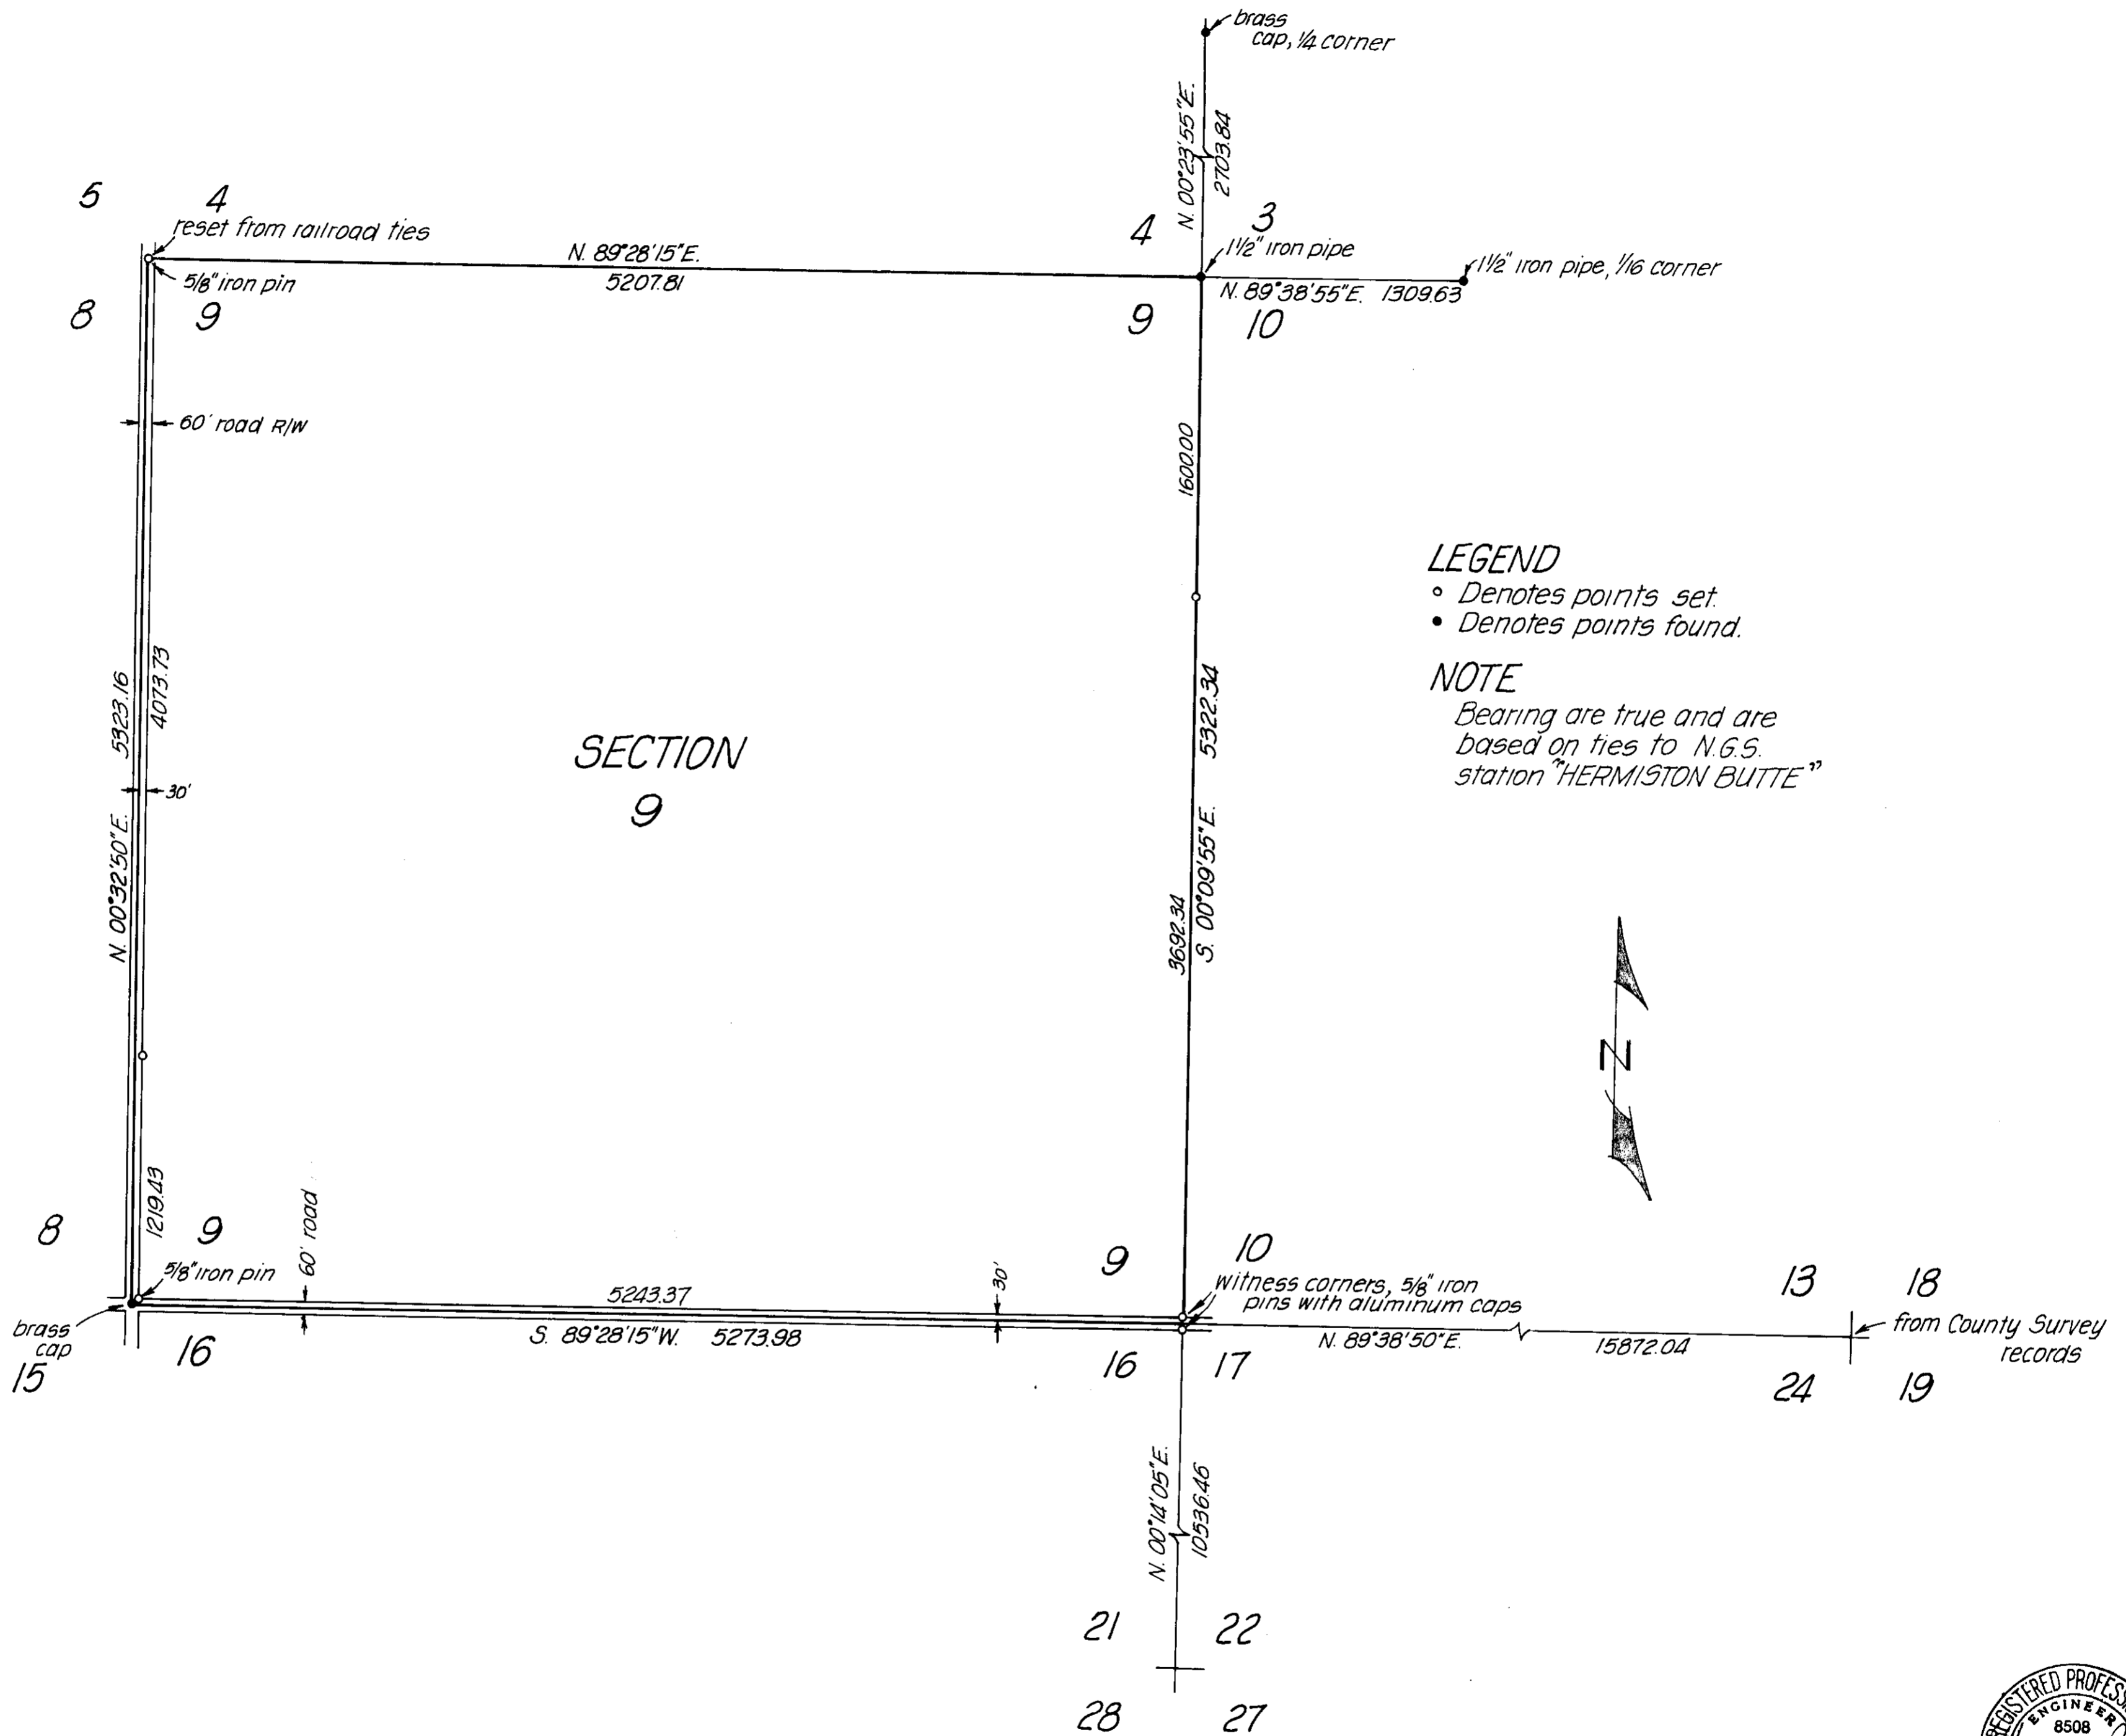 brass
cap, 1/4 corner
N. 00°23'55"E.
2703.84
5
4
reset from railroad ties
N. 89°28'15"E.
5207.81
5/8" iron pin
8
9
4
3
1 1/2" iron pipe
1 1/2" iron pipe, 1/16 corner
N. 89°38'55"E. 1309.63
9
10
60' road R/W
1600.00
LEGEND
Denotes points set.
Denotes points found.
NOTE
Bearing are true and are
based on ties to N.G.S.
station "HERMISTON BUTTE"
N. 00°32'50"E. 5323.16
4073.73
30'
SECTION
9
S. 00°09'55"E. 5322.34
3692.34
N
1219.43
8
9
60' road
5/8" iron pin
brass
cap
15
16
5243.37
S. 89°28'15"W. 5273.98
30'
9
10
witness corners, 5/8" iron
pins with aluminum caps
16
17
N. 89°38'50"E. 15872.04
13
18
from County Survey
records
24
19
N. 00°14'05"E.
10536.46
21
22
28
27
REGISTERED PROFESS
ENGINEER
8508